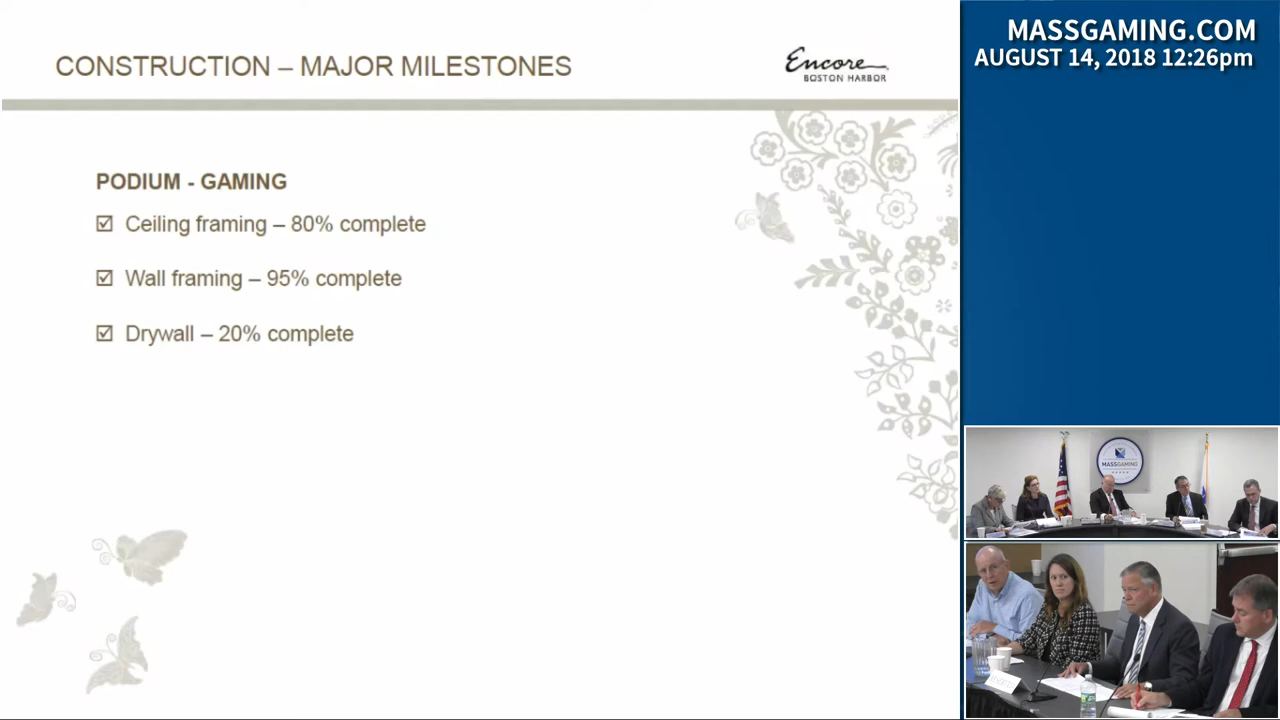 CONSTRUCTION – MAJOR MILESTONES
Encore
BOSTON HARBOR
PODIUM - GAMING
Ceiling framing – 80% complete
Wall framing – 95% complete
Drywall – 20% complete
MASSGAMING.COM
AUGUST 14, 2018 12:26pm
MASSGAMING